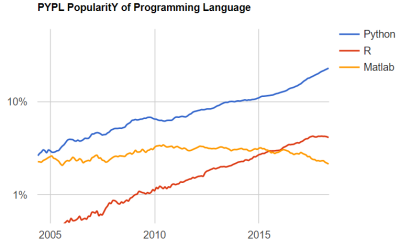 PYPL PopularitY of Programming Language
Python
R
Matlab
10%
1%
2005 2010 2015